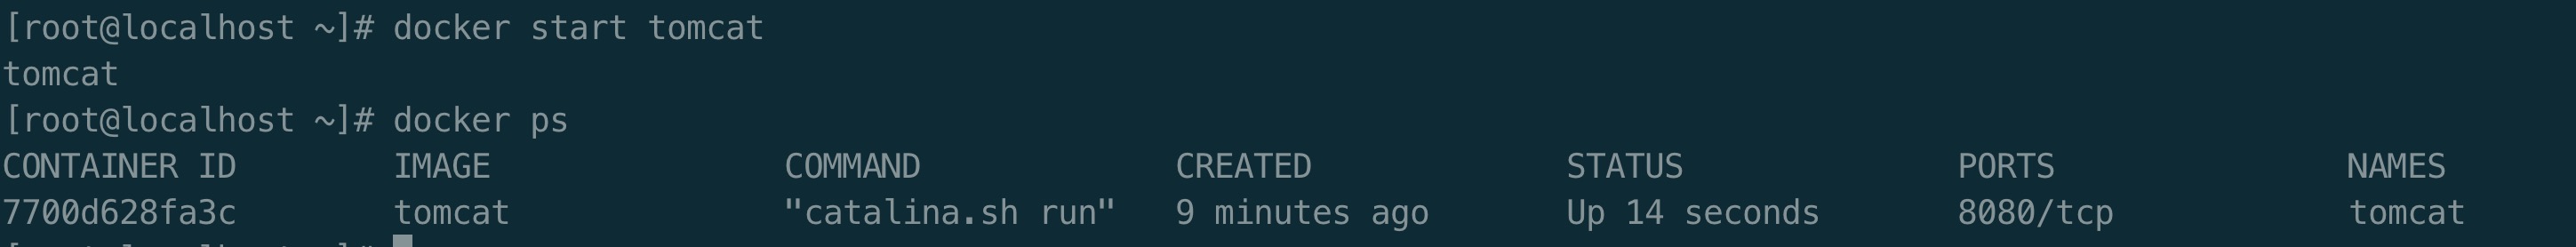 [root@localhost ~]# docker start tomcat
tomcat
[root@localhost ~]# docker ps
CONTAINER ID IMAGE COMMAND CREATED STATUS PORTS NAMES
7700d628fa3c tomcat "catalina.sh run" 9 minutes ago Up 14 seconds 8080/tcp tomcat